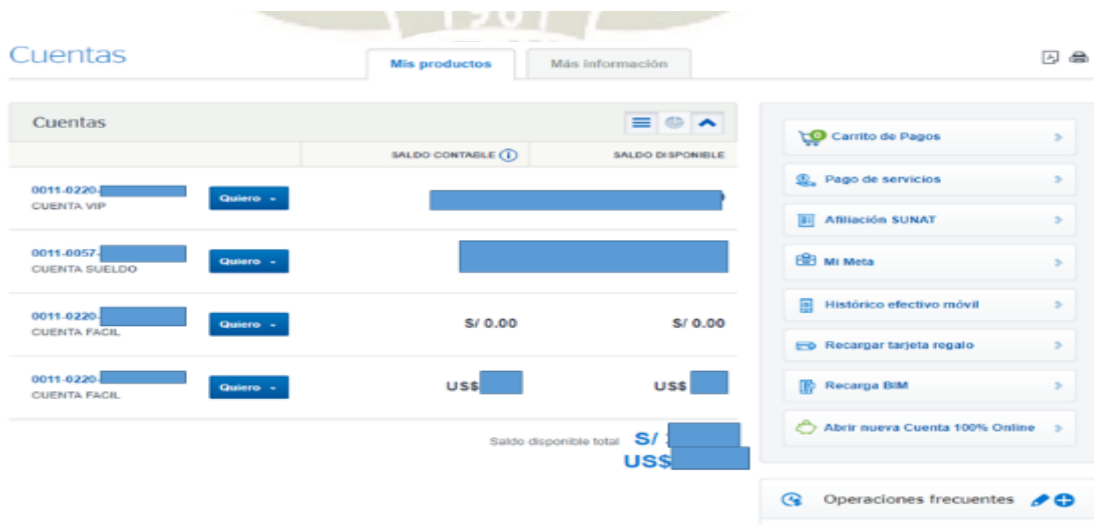 1967
Cuentas
Mis productos
Más información
Cuentas
SALDO CONTABLE
SALDO DISPONIBLE
0011-0220-
CUENTA VIP
Quiero
0011-0057-
CUENTA SUELDO
Quiero
0011-0220-
CUENTA FACIL
Quiero
S/ 0.00
S/ 0.00
0011-0220-
CUENTA FACIL
Quiero
US$
US$
Saldo disponible total S/
US$
0
Carrito de Pagos
Pago de servicios
Afiliación SUNAT
Mi Meta
Histórico efectivo móvil
Recargar tarjeta regalo
Recarga BIM
Abrir nueva Cuenta 100% Online
Operaciones frecuentes